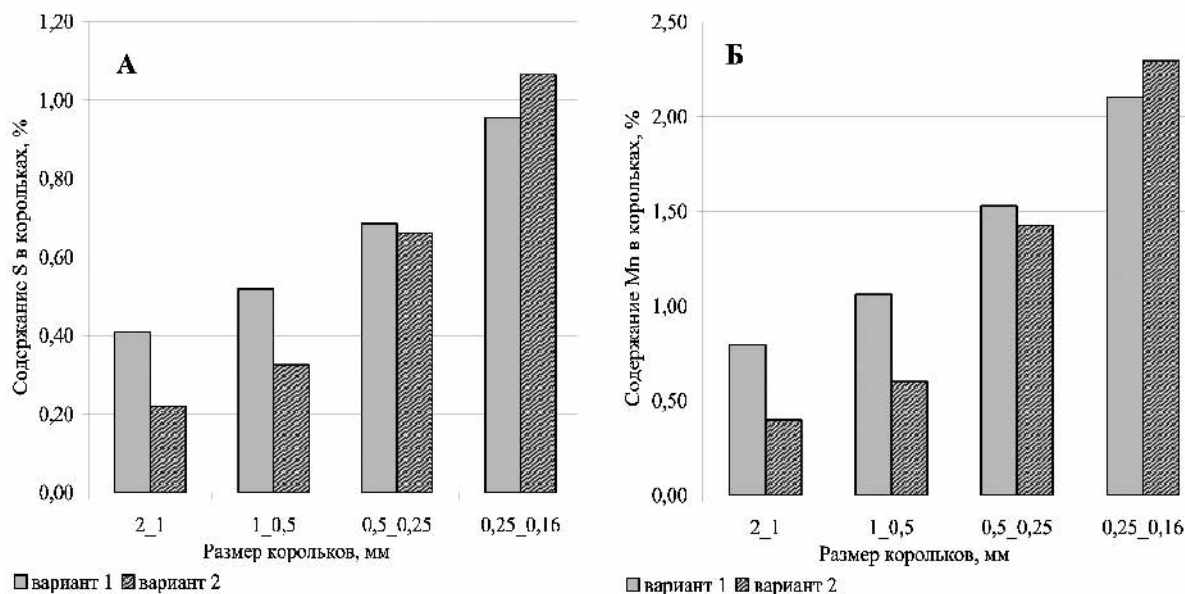 А
Содержание S в корольках, %
1,20
1,00
0,80
0,60
0,40
0,20
0,00
2_1
1_0,5
0,5_0,25
0,25_0,16
Размер корольков, мм
вариант 1
вариант 2
Б
Содержание Mn в корольках, %
2,50
2,00
1,50
1,00
0,50
0,00
2_1
1_0,5
0,5_0,25
0,25_0,16
Размер корольков, мм
вариант 1
вариант 2